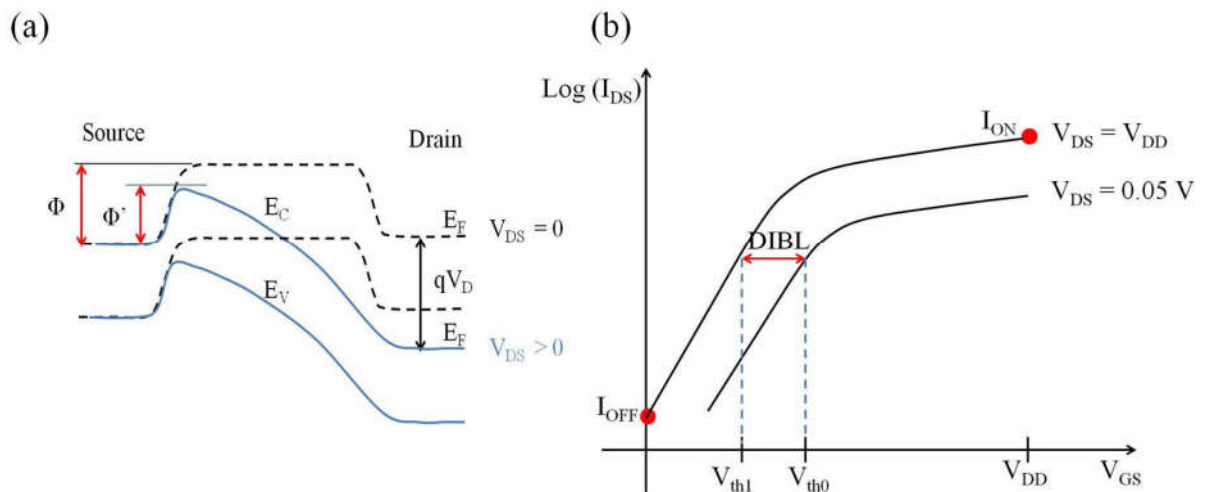 (a)
Source
Drain
Φ
Φ'
E_C
E_F
V_DS = 0
E_V
qV_D
E_F
V_DS > 0
(b)
Log (I_DS)
I_ON
V_DS = V_DD
V_DS = 0.05 V
DIBL
I_OFF
V_th1
V_th0
V_DD
V_GS